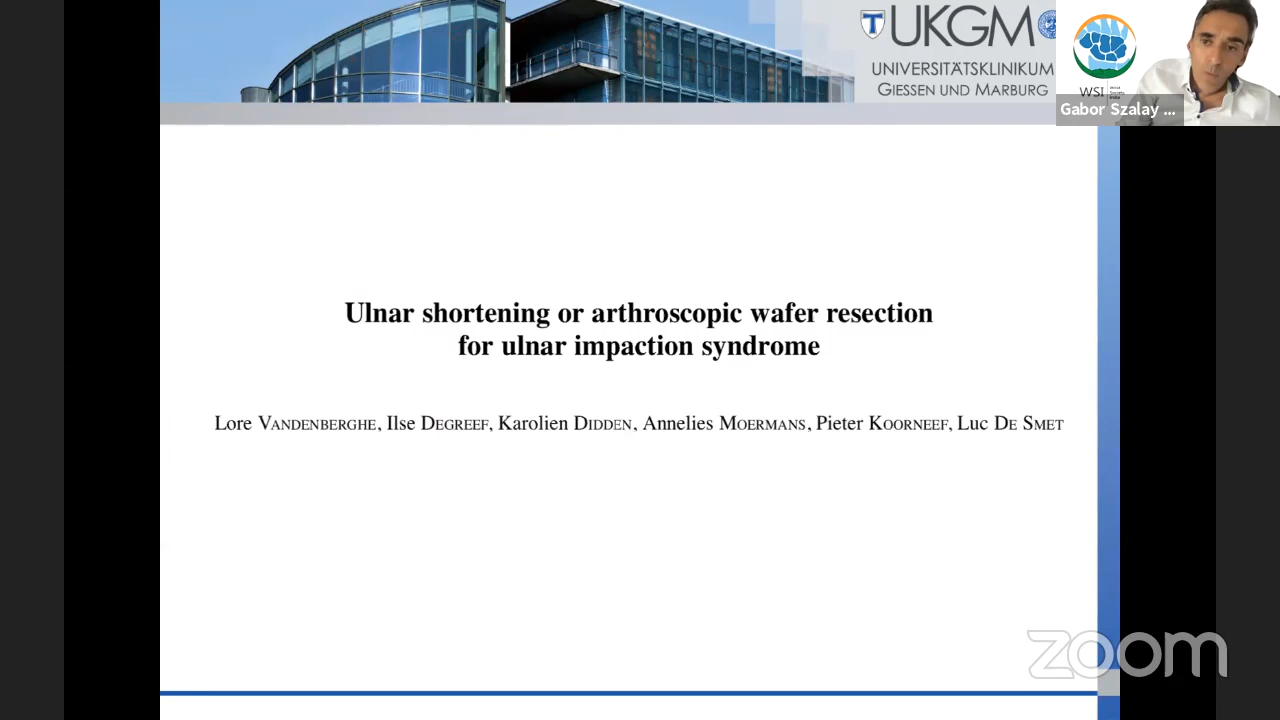 UKGM
UNIVERSITÄTSKLINIKUM
GIESSEN UND MARBURG
WSI
Gabor Szalay ...
Ulnar shortening or arthroscopic wafer resection
for ulnar impaction syndrome
Lore VANDENBERGHE, Ilse DEGREEF, Karolien DIDDEN, Annelies MOERMANS, Pieter KOORNEEF, Luc DE SMET
zoom